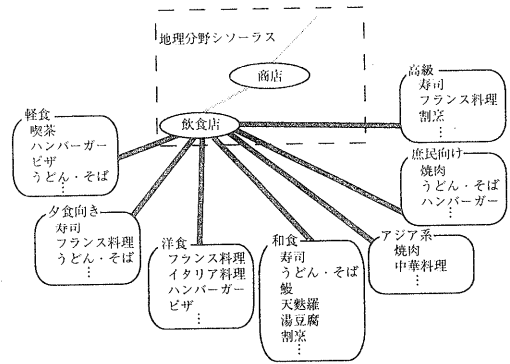 地理分野シソーラス
商店
飲食店
軽食
喫茶
ハンバーガー
ピザ
うどん・そば
⋮
夕食向き
寿司
フランス料理
うどん・そば
⋮
洋食
フランス料理
イタリア料理
ハンバーガー
ピザ
⋮
和食
寿司
うどん・そば
鰻
天麩羅
湯豆腐
割烹
⋮
アジア系
焼肉
中華料理
⋮
庶民向け
焼肉
うどん・そば
ハンバーガー
⋮
高級
寿司
フランス料理
割烹
⋮